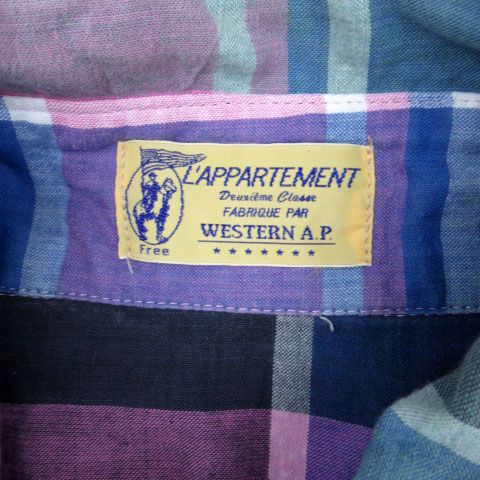 L'APPARTEMENT
Deuxième Classe
FABRIQUE PAR
WESTERN A.P.
Free